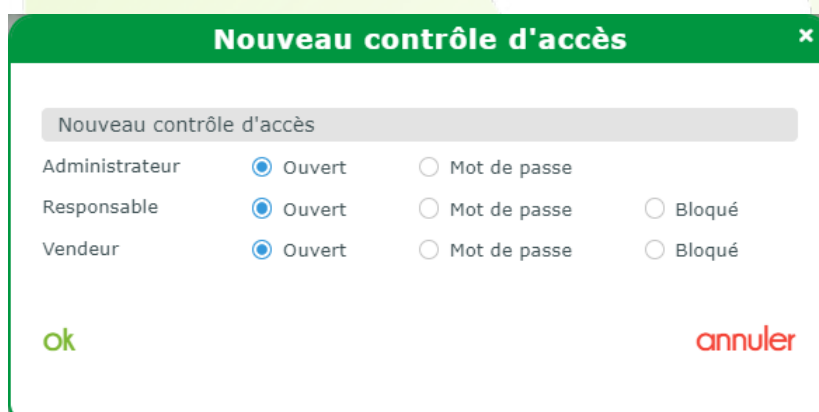 Nouveau contrôle d'accès ×
Nouveau contrôle d'accès
Administrateur Ouvert Mot de passe
Responsable Ouvert Mot de passe Bloqué
Vendeur Ouvert Mot de passe Bloqué
ok annuler